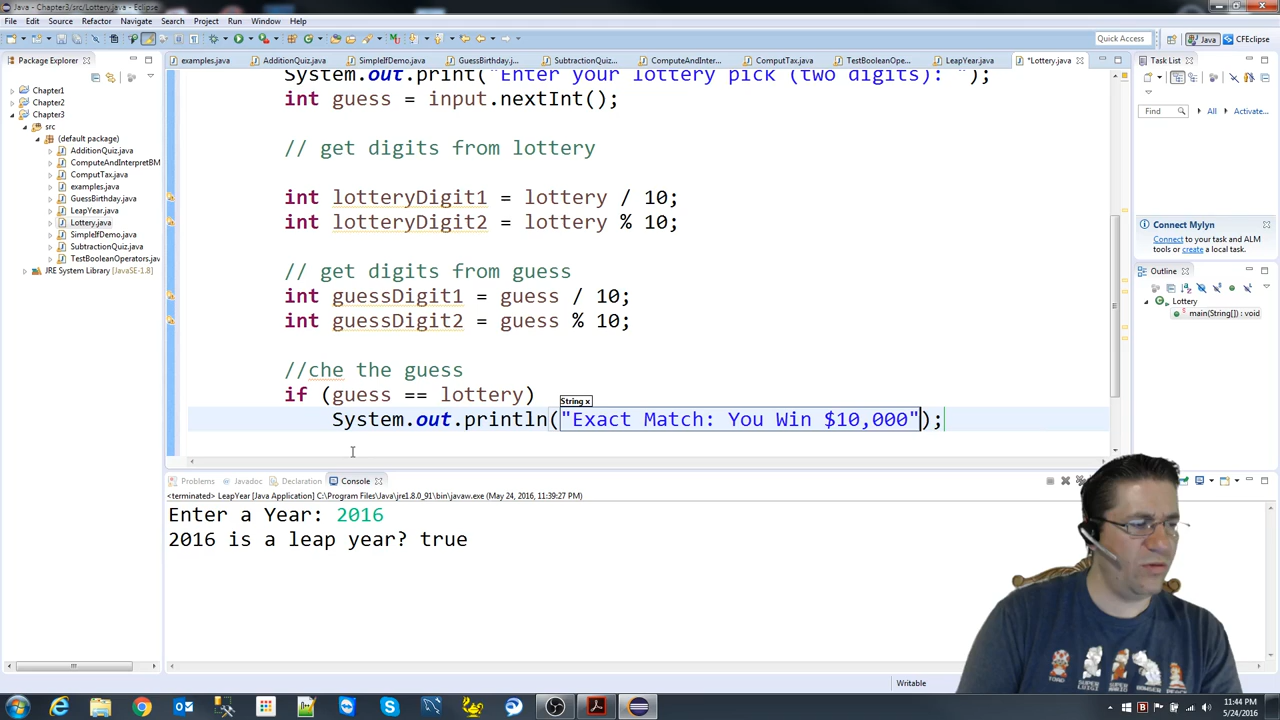 Java - Chapter3/src/Lottery.java - Eclipse
File Edit Source Refactor Navigate Search Project Run Window Help
Quick Access
Java
CFEclipse
Package Explorer
examples.java
AdditionQuiz.java
SimpleIfDemo.java
GuessBirthday.j...
SubtractionQuiz...
ComputeAndInter...
ComputTax.java
TestBooleanOpe...
LeapYear.java
*Lottery.java
Task List
Chapter1
Chapter2
Chapter3
src
(default package)
AdditionQuiz.java
ComputeAndInterpretBM
ComputTax.java
examples.java
GuessBirthday.java
LeapYear.java
Lottery.java
SimpleIfDemo.java
SubtractionQuiz.java
TestBooleanOperators.java
JRE System Library [JavaSE-1.8]
System.out.print("Enter your lottery pick (two digits): ");
int guess = input.nextInt();
// get digits from lottery
int lotteryDigit1 = lottery / 10;
int lotteryDigit2 = lottery % 10;
// get digits from guess
int guessDigit1 = guess / 10;
int guessDigit2 = guess % 10;
//che the guess
if (guess == lottery)
String x
System.out.println("Exact Match: You Win $10,000");
Find
All
Activate...
Connect Mylyn
Connect to your task and ALM
tools or create a local task.
Outline
Lottery
main(String[]) : void
Problems Javadoc Declaration Console
<terminated> LeapYear [Java Application] C:\Program Files\Java\jre1.8.0_91\bin\javaw.exe (May 24, 2016, 11:39:27 PM)
Enter a Year: 2016
2016 is a leap year? true
Writable
TOAD
SUPER LUIGI
SUPER MARIO
11:44 PM
5/24/2016